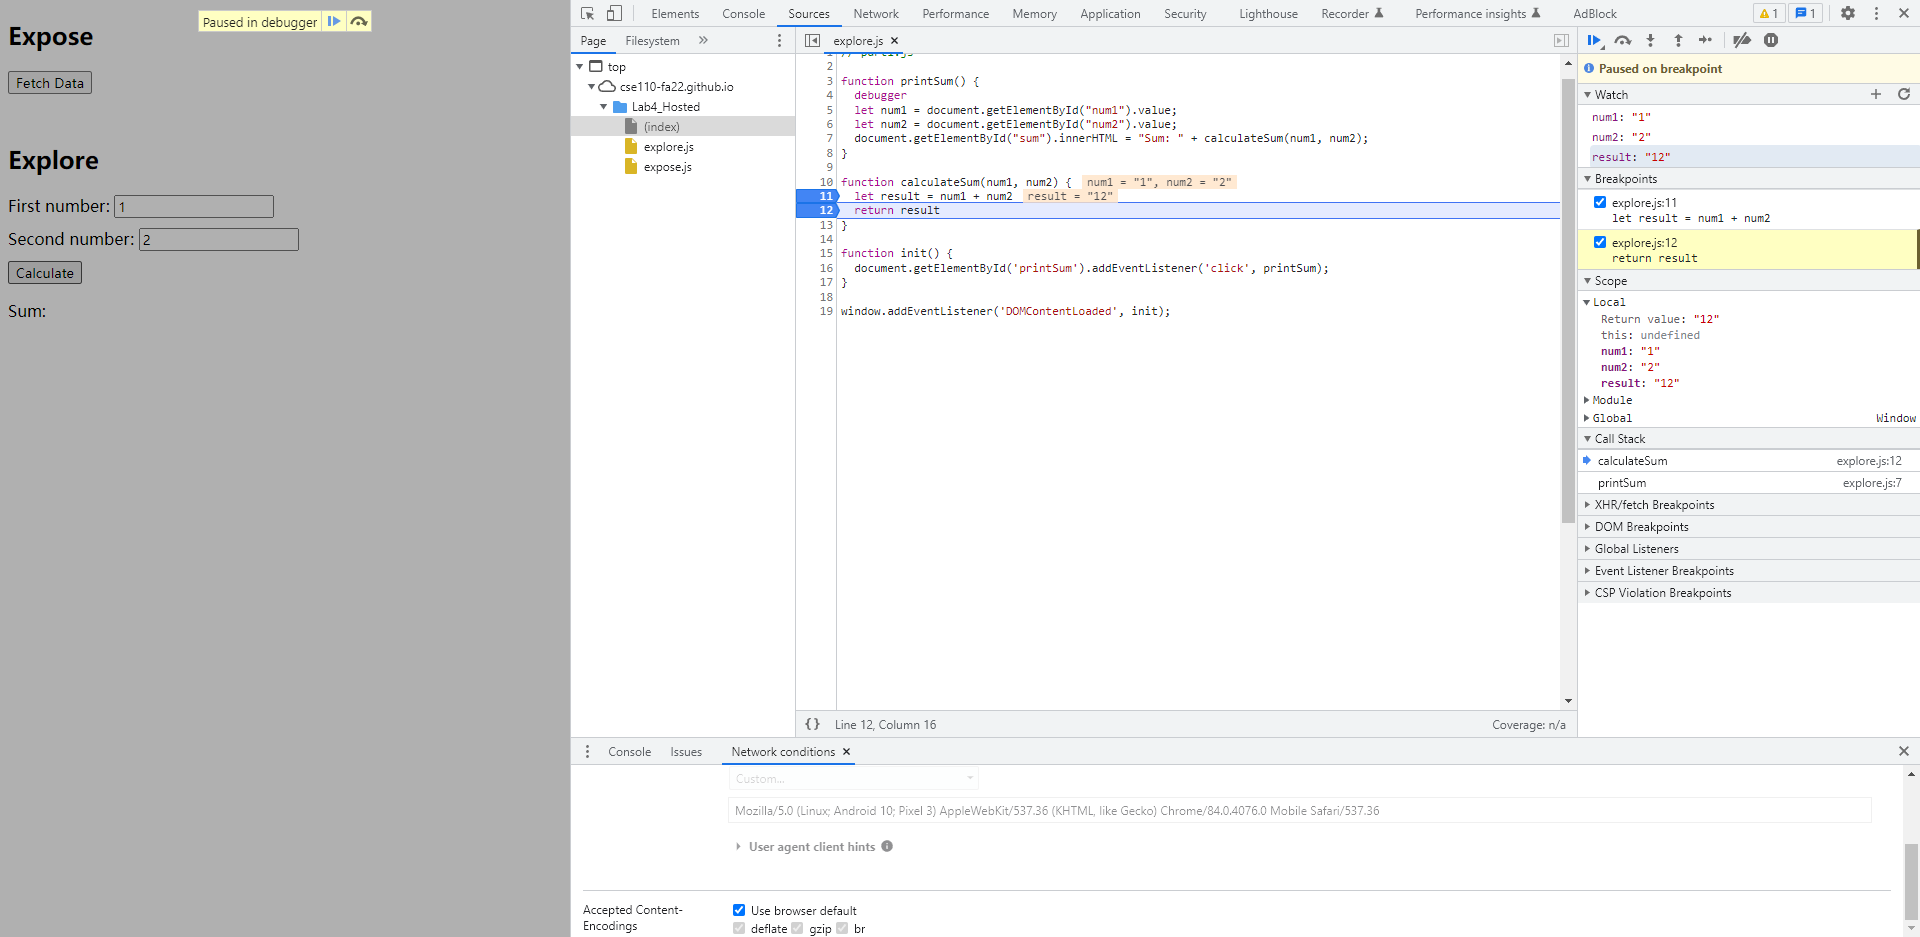 Paused in debugger
Expose
Fetch Data
Explore
First number: 1
Second number: 2
Calculate
Sum:
Elements Console Sources Network Performance Memory Application Security Lighthouse Recorder Performance insights AdBlock 1 1
Page Filesystem »
top
cse110-fa22.github.io
Lab4_Hosted
(index)
explore.js
expose.js
explore.js ×
2
3 function printSum() {
4 debugger
5 let num1 = document.getElementById("num1").value;
6 let num2 = document.getElementById("num2").value;
7 document.getElementById("sum").innerHTML = "Sum: " + calculateSum(num1, num2);
8 }
9
10 function calculateSum(num1, num2) { num1 = "1", num2 = "2"
11 let result = num1 + num2 result = "12"
12 return result
13 }
14
15 function init() {
16 document.getElementById('printSum').addEventListener('click', printSum);
17 }
18
19 window.addEventListener('DOMContentLoaded', init);
{} Line 12, Column 16 Coverage: n/a
Paused on breakpoint
Watch
num1: "1"
num2: "2"
result: "12"
Breakpoints
explore.js:11
let result = num1 + num2
explore.js:12
return result
Scope
Local
Return value: "12"
this: undefined
num1: "1"
num2: "2"
result: "12"
Module
Global Window
Call Stack
calculateSum explore.js:12
printSum explore.js:7
XHR/fetch Breakpoints
DOM Breakpoints
Global Listeners
Event Listener Breakpoints
CSP Violation Breakpoints
Console Issues Network conditions ×
Custom...
Mozilla/5.0 (Linux; Android 10; Pixel 3) AppleWebKit/537.36 (KHTML, like Gecko) Chrome/84.0.4076.0 Mobile Safari/537.36
User agent client hints
Accepted Content-
Encodings
Use browser default
deflate gzip br